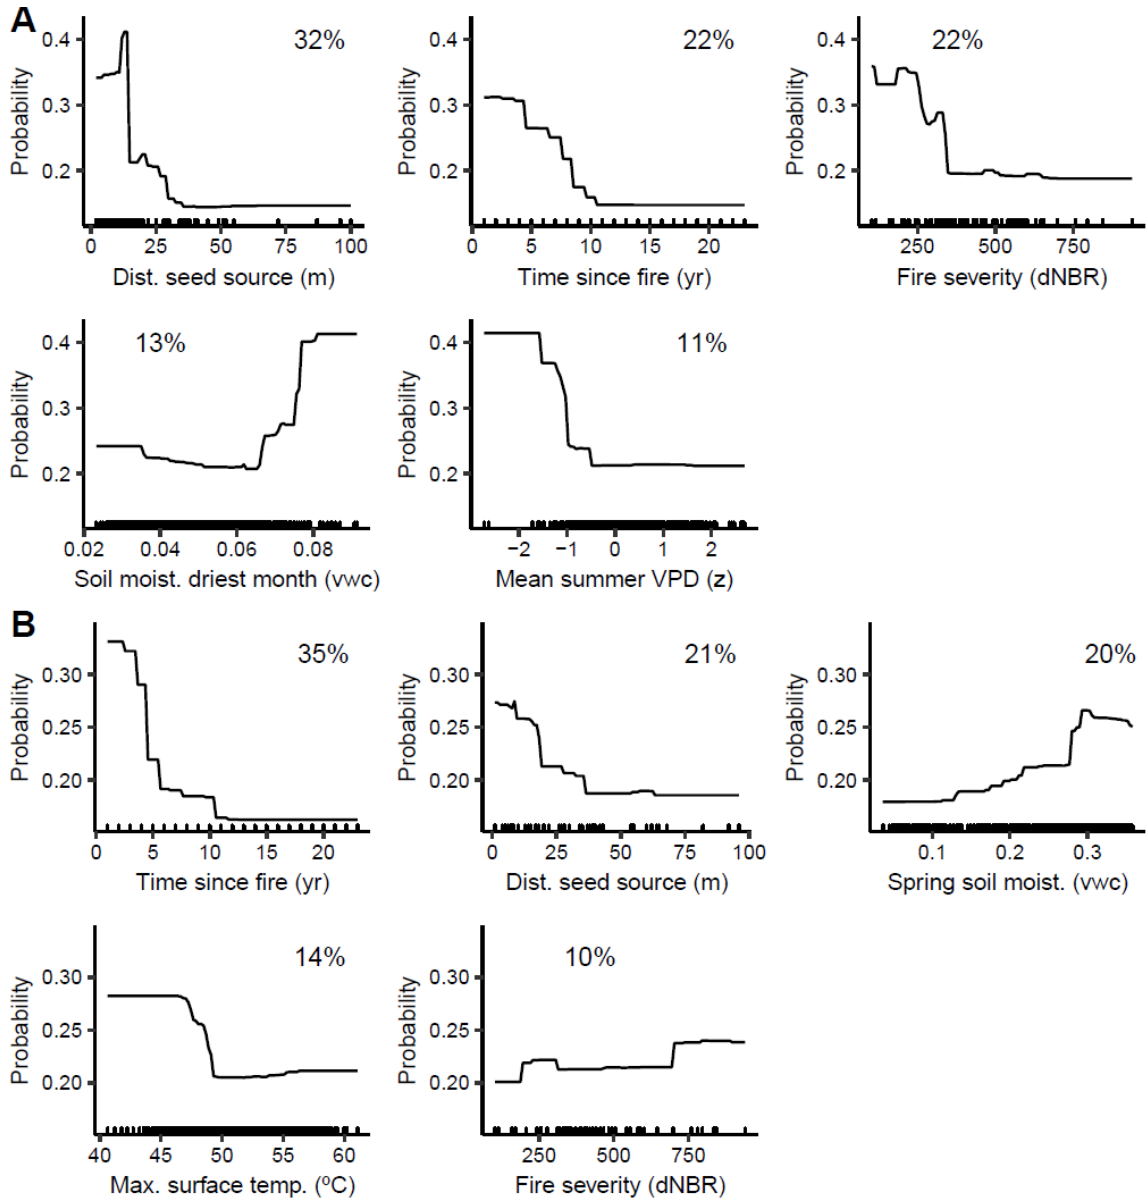 A
32%
Probability
0.4
0.3
0.2
0 25 50 75 100
Dist. seed source (m)
22%
Probability
0.4
0.3
0.2
0 5 10 15 20
Time since fire (yr)
22%
Probability
0.4
0.3
0.2
250 500 750
Fire severity (dNBR)
13%
Probability
0.4
0.3
0.2
0.02 0.04 0.06 0.08
Soil moist. driest month (vwc)
11%
Probability
0.4
0.3
0.2
−2 −1 0 1 2
Mean summer VPD (z)
B
35%
Probability
0.30
0.25
0.20
0 5 10 15 20
Time since fire (yr)
21%
Probability
0.30
0.25
0.20
0 25 50 75 100
Dist. seed source (m)
20%
Probability
0.30
0.25
0.20
0.1 0.2 0.3
Spring soil moist. (vwc)
14%
Probability
0.30
0.25
0.20
40 45 50 55 60
Max. surface temp. (ºC)
10%
Probability
0.30
0.25
0.20
250 500 750
Fire severity (dNBR)